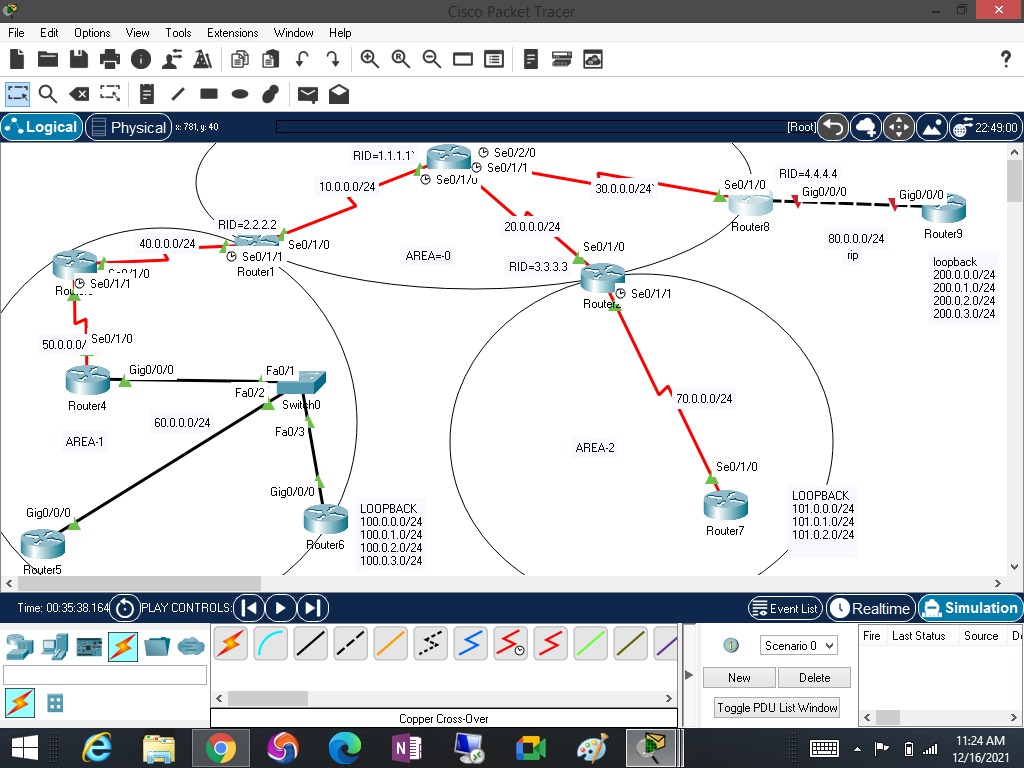 Cisco Packet Tracer
File Edit Options View Tools Extensions Window Help
?
Logical Physical x: 781, y: 40 [Root] 22:49:00
RID=1.1.1.1`
Se0/2/0
Se0/1/1
Se0/1/0
10.0.0.0/24
30.0.0.0/24`
RID=4.4.4.4
Se0/1/0
Gig0/0/0
Gig0/0/0
Router8
Router9
80.0.0.0/24
rip
loopback
200.0.0.0/24
200.0.1.0/24
200.0.2.0/24
200.0.3.0/24
RID=2.2.2.2
Se0/1/0
Se0/1/1
Router1
40.0.0.0/24
AREA=-0
20.0.0.0/24
Se0/1/0
RID=3.3.3.3
Se0/1/1
Se0/1/1
50.0.0.0/
Se0/1/0
Gig0/0/0
Fa0/1
Fa0/2
Switch0
Fa0/3
Router4
60.0.0.0/24
AREA-1
70.0.0.0/24
AREA-2
Se0/1/0
Router7
LOOPBACK
101.0.0.0/24
101.0.1.0/24
101.0.2.0/24
Gig0/0/0
Gig0/0/0
Router6
LOOPBACK
100.0.0.0/24
100.0.1.0/24
100.0.2.0/24
100.0.3.0/24
Router5
Time: 00:35:38.164 PLAY CONTROLS: Event List Realtime Simulation
Scenario 0
New Delete
Toggle PDU List Window
Fire Last Status Source
Copper Cross-Over
11:24 AM
12/16/2021